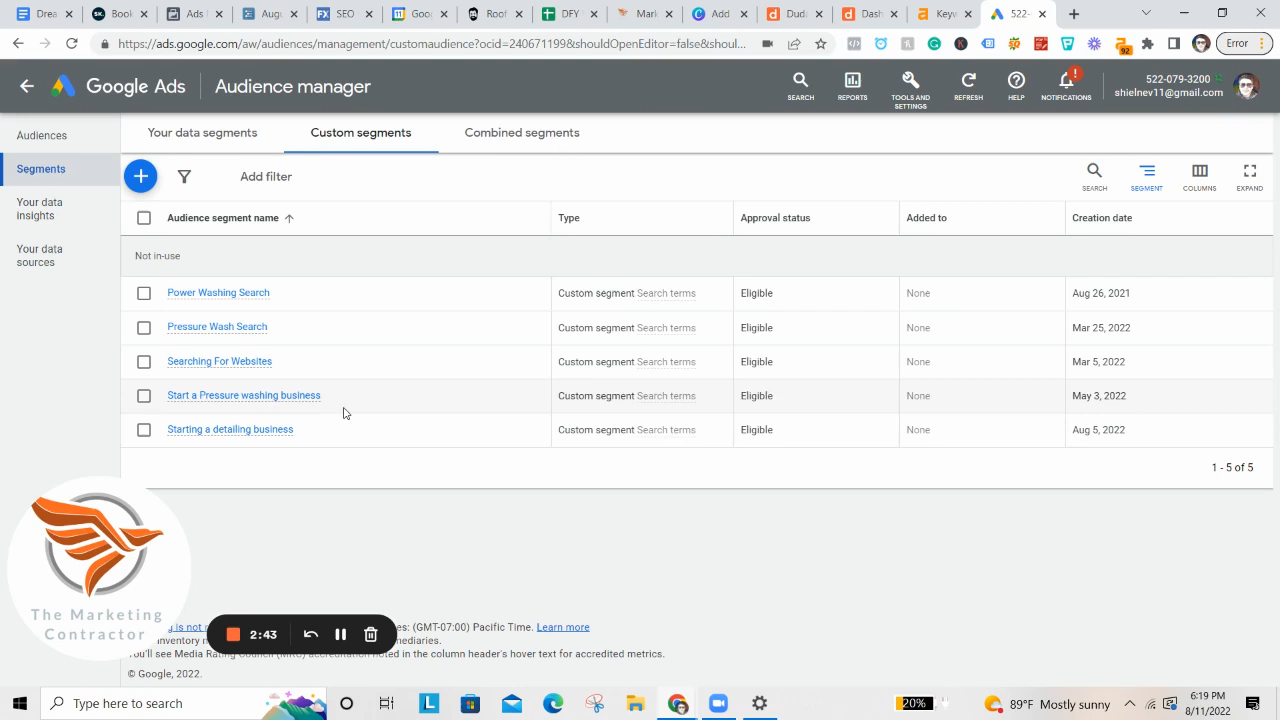 Drea
Book
Ads I
Augu
SEO
Goo
Roof
DFY
Mark
Add
Duda
Dash
Keyw
522-
https://ads.google.com/aw/audiences/management/customaudience?ocid=240671199&shouldOpenEditor=false&shoul...
92
Error
Google Ads
Audience manager
SEARCH
REPORTS
TOOLS AND SETTINGS
REFRESH
HELP
NOTIFICATIONS
522-079-3200
shielnev11@gmail.com
Audiences
Segments
Your data insights
Your data sources
Your data segments
Custom segments
Combined segments
Add filter
SEARCH
SEGMENT
COLUMNS
EXPAND
Audience segment name
Type
Approval status
Added to
Creation date
Not in-use
Power Washing Search
Custom segment Search terms
Eligible
None
Aug 26, 2021
Pressure Wash Search
Custom segment Search terms
Eligible
None
Mar 25, 2022
Searching For Websites
Custom segment Search terms
Eligible
None
Mar 5, 2022
Start a Pressure washing business
Custom segment Search terms
Eligible
None
May 3, 2022
Starting a detailing business
Custom segment Search terms
Eligible
None
Aug 5, 2022
1 - 5 of 5
The Marketing
Contractor
2:43
is not r
es: (GMT-07:00) Pacific Time. Learn more
inventory
mediaries.
You'll see Media Rating Council (MRC) accreditation noted in the column header's hover text for accredited metrics.
© Google, 2022.
Type here to search
20%
89°F Mostly sunny
6:19 PM
8/11/2022